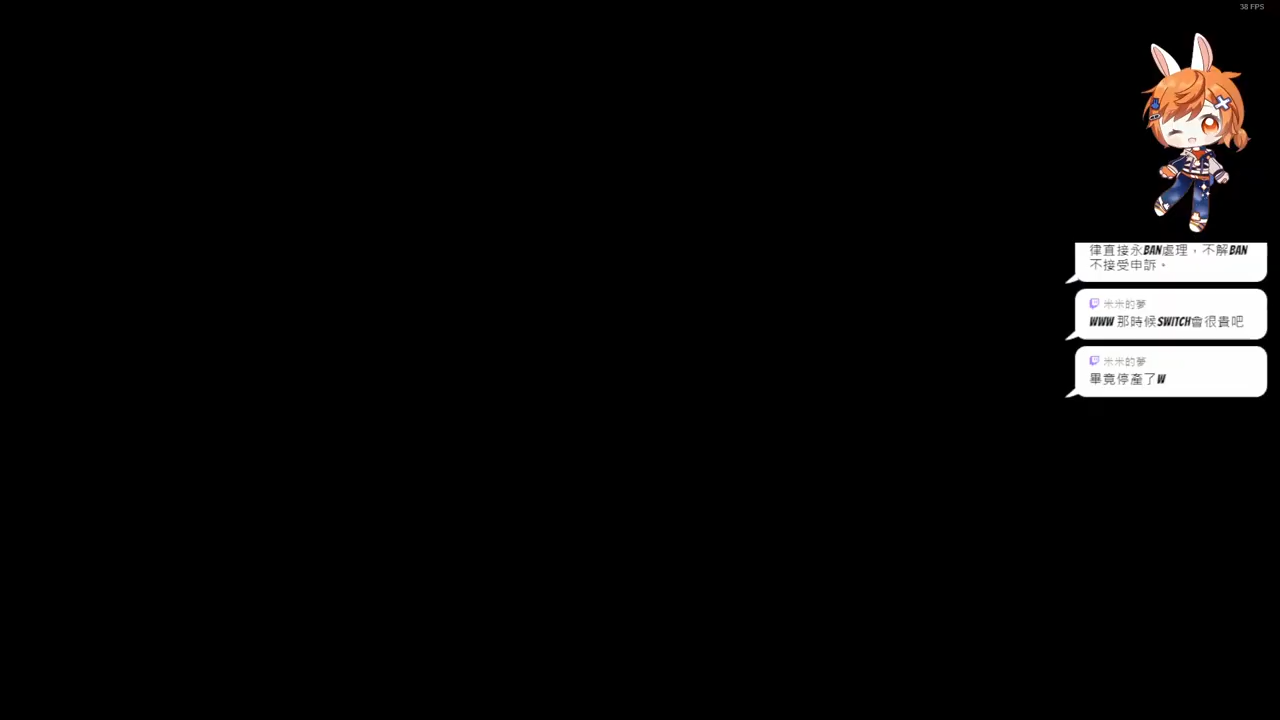 38 FPS
律直接永BAN處理，不解BAN
不接受申訴。
米米的夢
WWW 那時候SWITCH會很貴吧
米米的夢
畢竟停產了W